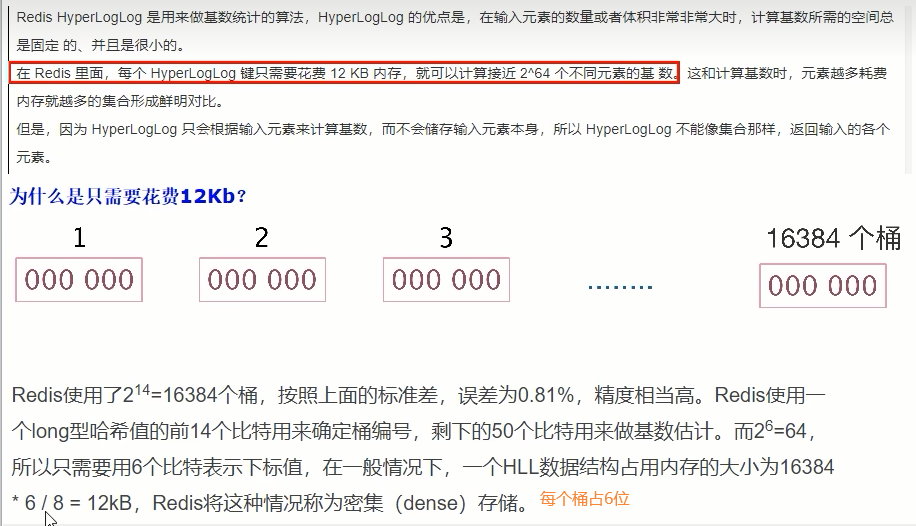 Redis HyperLogLog 是用来做基数统计的算法，HyperLogLog 的优点是，在输入元素的数量或者体积非常非常大时，计算基数所需的空间总
是固定 的、并且是很小的。
在 Redis 里面，每个 HyperLogLog 键只需要花费 12 KB 内存，就可以计算接近 2^64 个不同元素的基 数。这和计算基数时，元素越多耗费
内存就越多的集合形成鲜明对比。
但是，因为 HyperLogLog 只会根据输入元素来计算基数，而不会储存输入元素本身，所以 HyperLogLog 不能像集合那样，返回输入的各个
元素。
为什么是只需要花费12Kb？
1 2 3 16384 个桶
000 000 000 000 000 000 ........ 000 000
Redis使用了2^14=16384个桶，按照上面的标准差，误差为0.81%，精度相当高。Redis使用一
个long型哈希值的前14个比特用来确定桶编号，剩下的50个比特用来做基数估计。而2^6=64，
所以只需要用6个比特表示下标值，在一般情况下，一个HLL数据结构占用内存的大小为16384
* 6 / 8 = 12kB，Redis将这种情况称为密集（dense）存储。 每个桶占6位